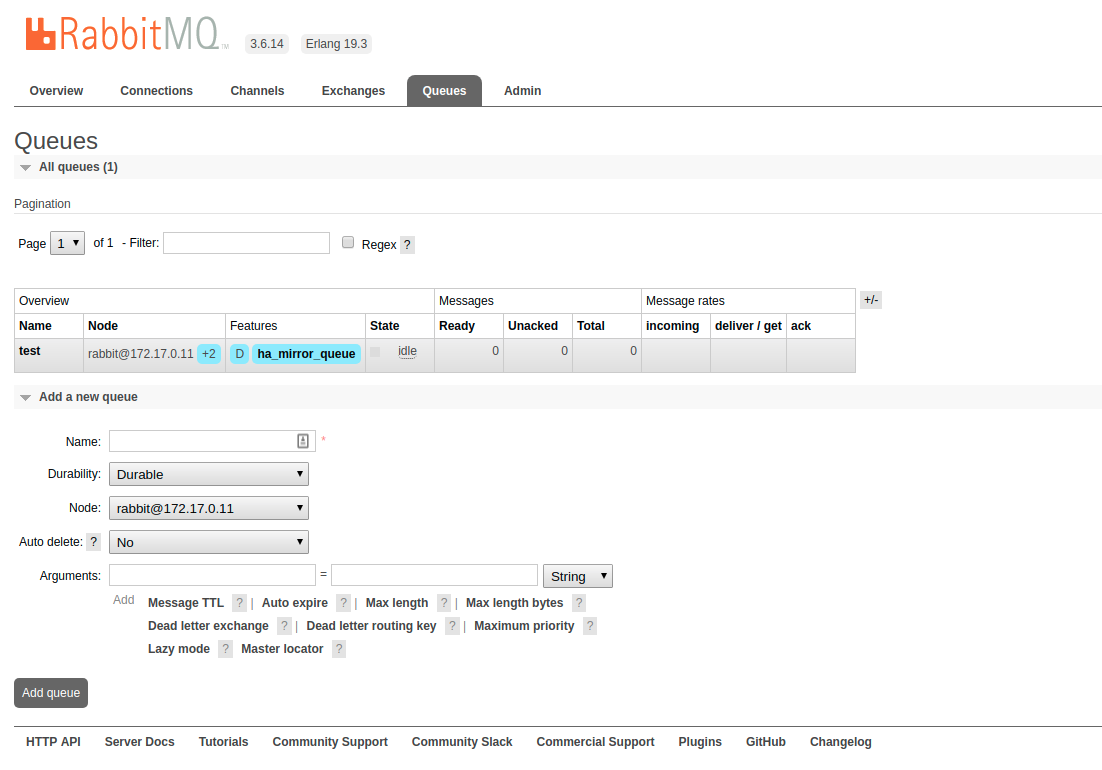 RabbitMQ TM 3.6.14 Erlang 19.3
Overview Connections Channels Exchanges Queues Admin
Queues
All queues (1)
Pagination
Page 1 of 1 - Filter: Regex ?
Overview Messages Message rates +/-
Name Node Features State Ready Unacked Total incoming deliver / get ack
test rabbit@172.17.0.11 +2 D ha_mirror_queue idle 0 0 0
Add a new queue
Name: *
Durability: Durable
Node: rabbit@172.17.0.11
Auto delete: ? No
Arguments: = String
Add Message TTL ? | Auto expire ? | Max length ? | Max length bytes ?
Dead letter exchange ? | Dead letter routing key ? | Maximum priority ?
Lazy mode ? Master locator ?
Add queue
HTTP API Server Docs Tutorials Community Support Community Slack Commercial Support Plugins GitHub Changelog